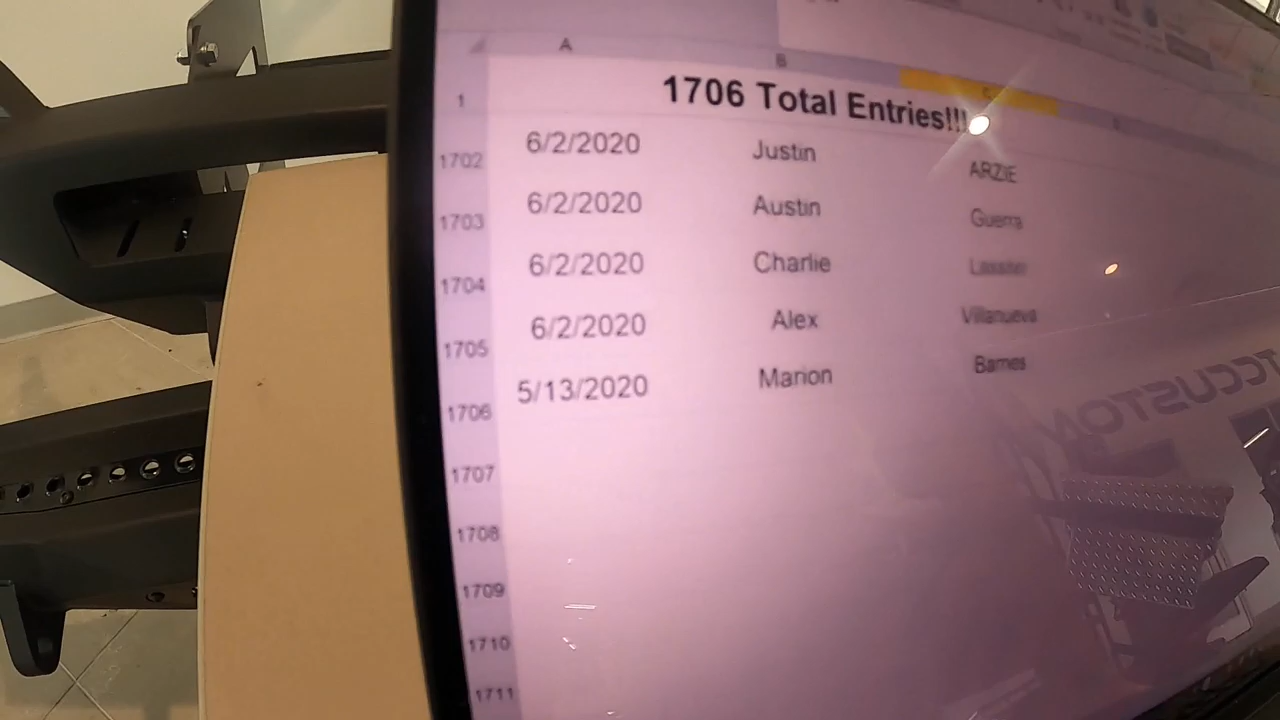 A B C
1 1706 Total Entries!!!
1702 6/2/2020 Justin ARZIE
1703 6/2/2020 Austin Guerra
1704 6/2/2020 Charlie
1705 6/2/2020 Alex Villanueva
1706 5/13/2020 Marion Barnes
1707
1708
1709
1710
1711